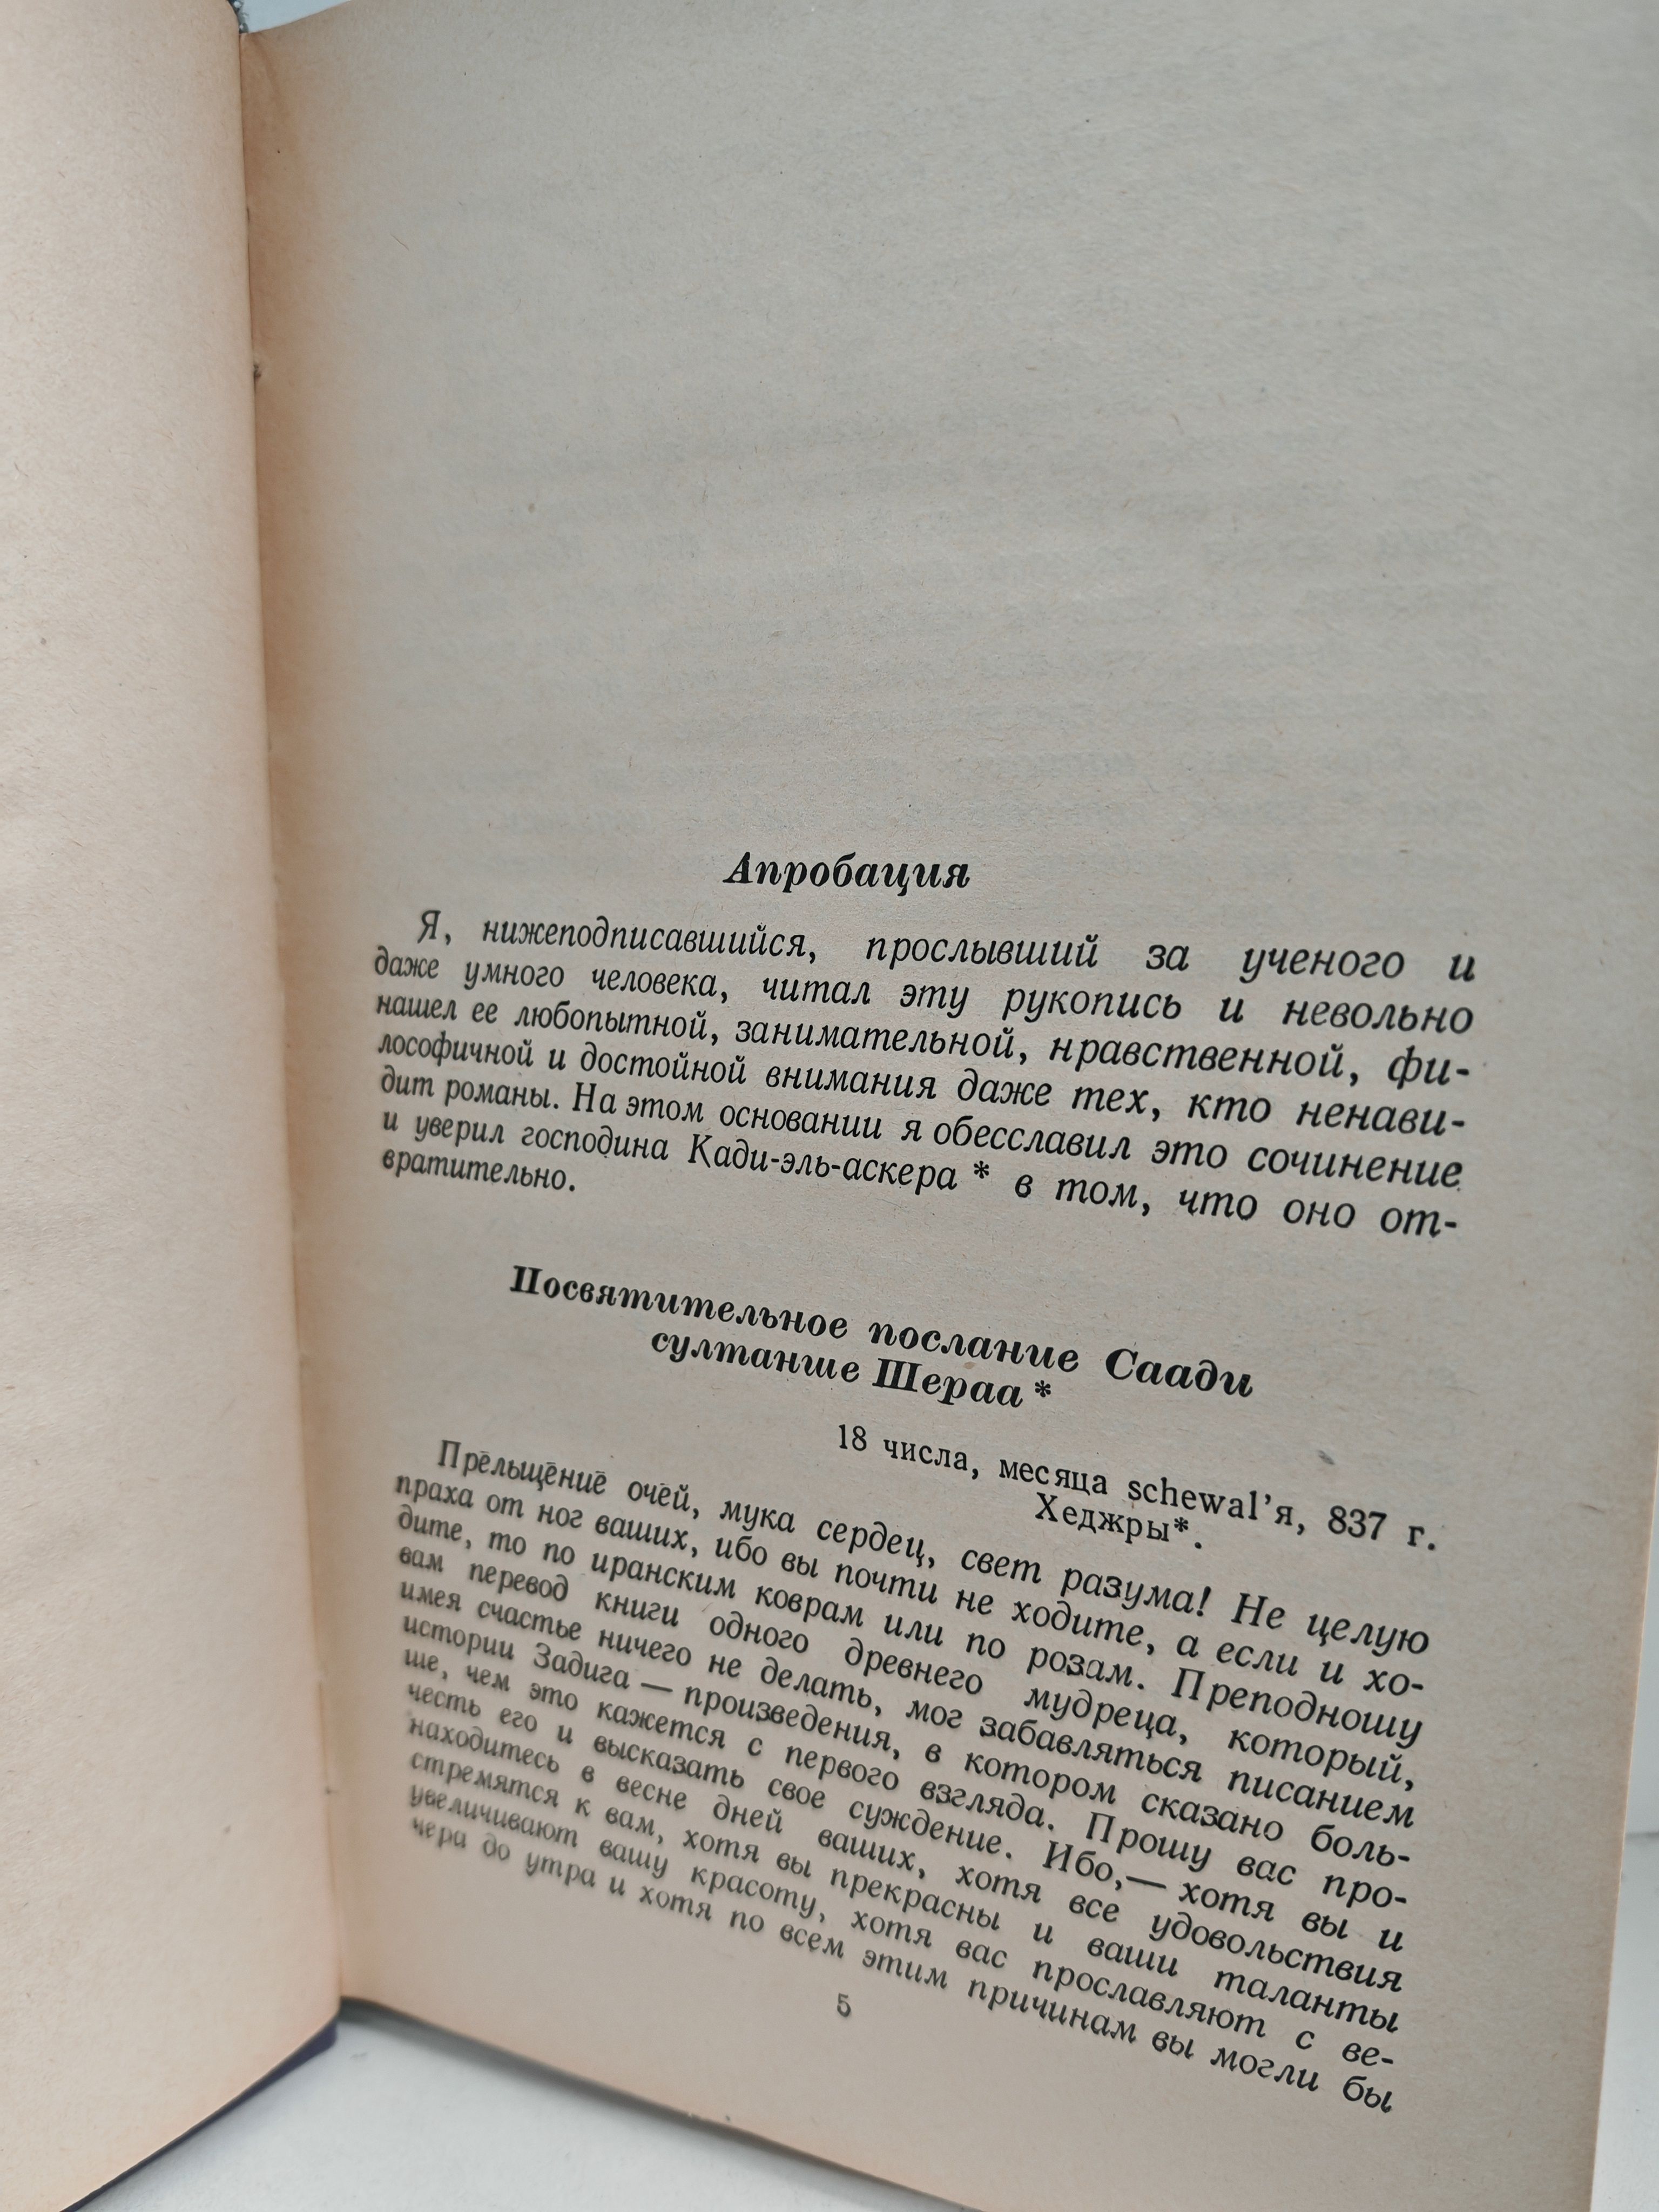 Апробация
Я, нижеподписавшийся, прослывший за ученого и
даже умного человека, читал эту рукопись и невольно
нашел ее любопытной, занимательной, нравственной, фи-
лософичной и достойной внимания даже тех, кто ненави-
дит романы. На этом основании я обесславил это сочинение
и уверил господина Кади-эль-аскера * в том, что оно от-
вратительно.
Посвятительное послание Саади
султанше Шераа *
18 числа, месяца schewal’я, 837 г.
Хеджры*.
Прельщение очей, мука сердец, свет разума! Не целую
праха от ног ваших, ибо вы почти не ходите, а если и хо-
дите, то по иранским коврам или по розам. Преподношу
вам перевод книги одного древнего мудреца, который,
имея счастье ничего не делать, мог забавляться писанием
истории Задига — произведения, в котором сказано боль-
ше, чем это кажется с первого взгляда. Прошу вас про-
честь его и высказать свое суждение. Ибо,— хотя вы и
находитесь в весне дней ваших, хотя все удовольствия
стремятся к вам, хотя вы прекрасны и ваши таланты
увеличивают вашу красоту, хотя вас прославляют с ве-
чера до утра и хотя по всем этим причинам вы могли бы
5